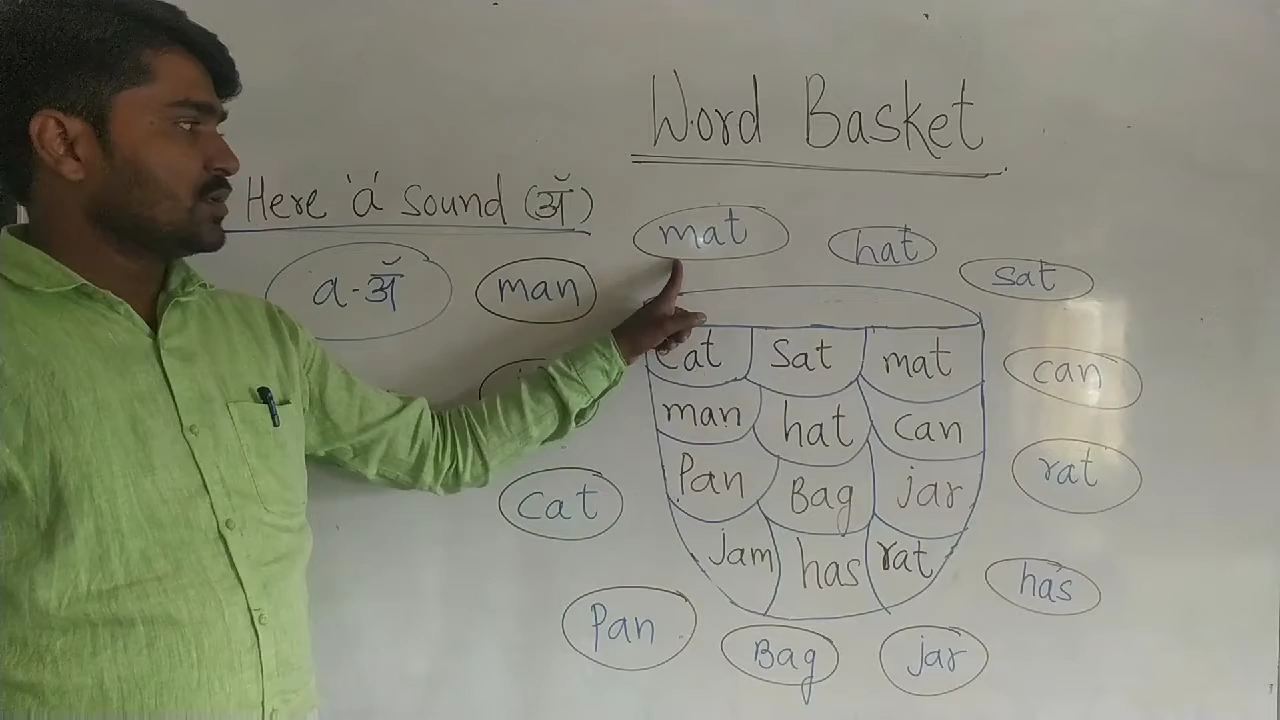 Word Basket
Here 'a' Sound (ॲ)
a-ॲ
man
mat
hat
sat
can
rat
has
jar
Bag
Pan
cat
cat Sat mat
man hat can
Pan Bag jar
Jam has rat